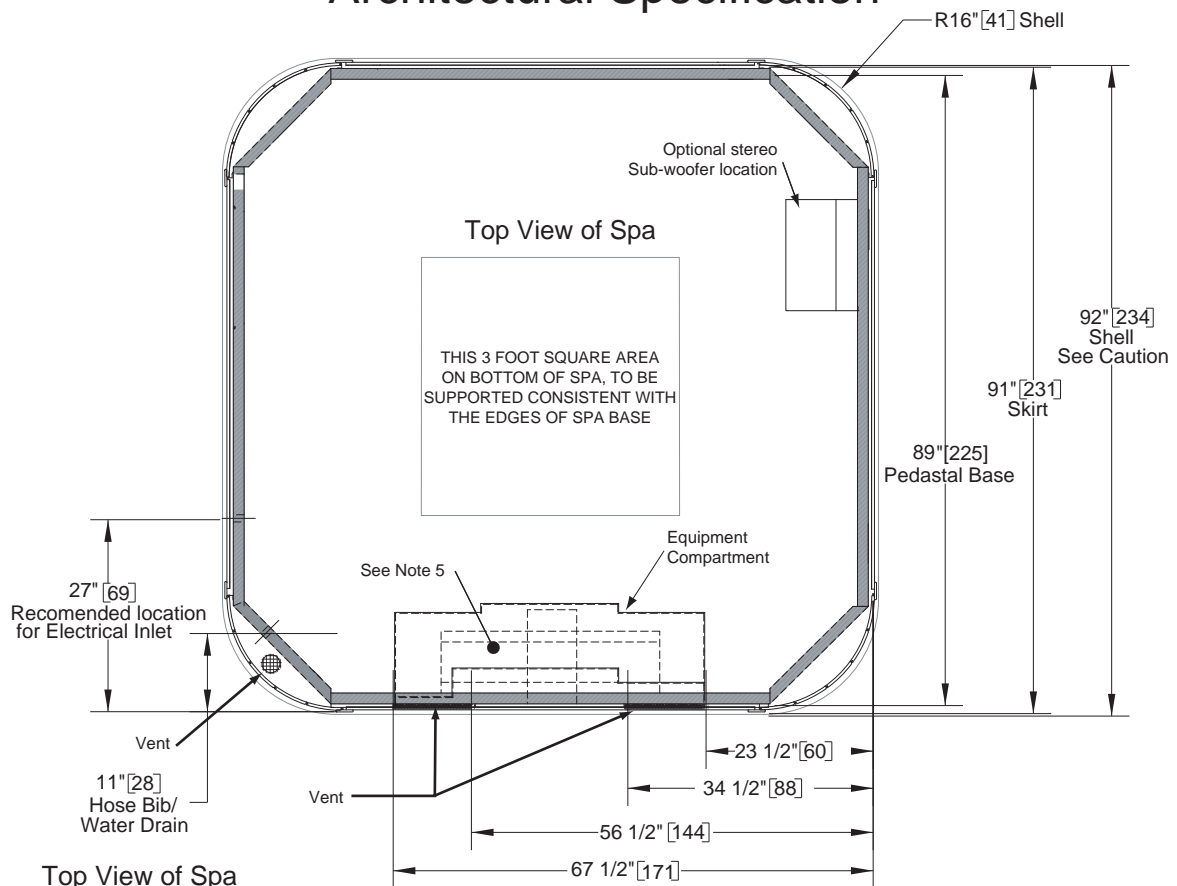 Architectural Specification
R16"[41] Shell
Optional stereo
Sub-woofer location
Top View of Spa
THIS 3 FOOT SQUARE AREA
ON BOTTOM OF SPA, TO BE
SUPPORTED CONSISTENT WITH
THE EDGES OF SPA BASE
92"[234]
Shell
See Caution
91"[231]
Skirt
89"[225]
Pedastal Base
Equipment
Compartment
See Note 5
27"[69]
Recomended location
for Electrical Inlet
Vent
11"[28]
Hose Bib/
Water Drain
Vent
23 1/2"[60]
34 1/2"[88]
56 1/2"[144]
67 1/2"[171]
Top View of Spa